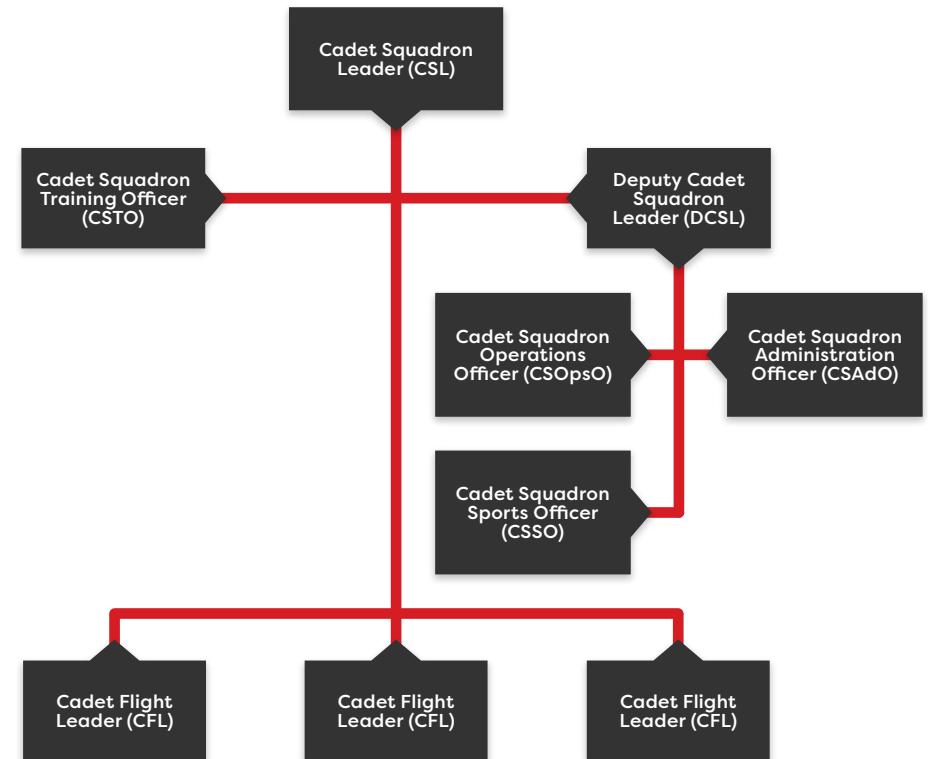 Cadet Squadron
Leader (CSL)
Cadet Squadron
Training Officer
(CSTO)
Deputy Cadet
Squadron
Leader (DCSL)
Cadet Squadron
Operations
Officer (CSOpsO)
Cadet Squadron
Administration
Officer (CSAdO)
Cadet Squadron
Sports Officer
(CSSO)
Cadet Flight
Leader (CFL)
Cadet Flight
Leader (CFL)
Cadet Flight
Leader (CFL)